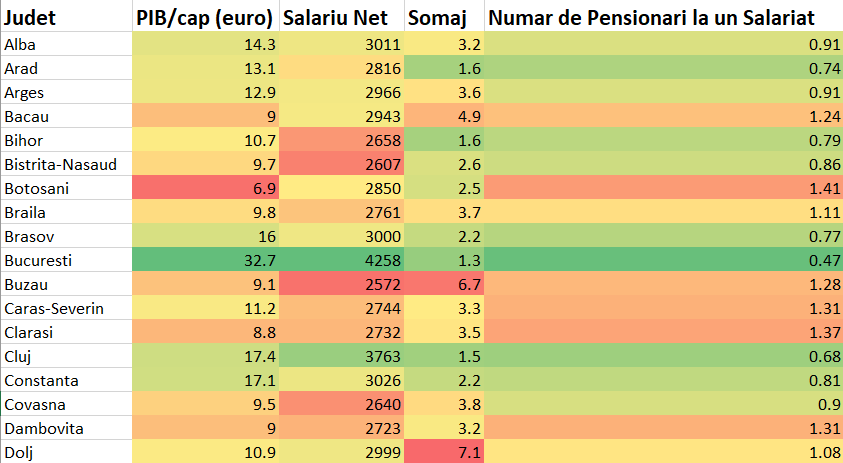 Judet PIB/cap (euro) Salariu Net Somaj Numar de Pensionari la un Salariat
Alba 14.3 3011 3.2 0.91
Arad 13.1 2816 1.6 0.74
Arges 12.9 2966 3.6 0.91
Bacau 9 2943 4.9 1.24
Bihor 10.7 2658 1.6 0.79
Bistrita-Nasaud 9.7 2607 2.6 0.86
Botosani 6.9 2850 2.5 1.41
Braila 9.8 2761 3.7 1.11
Brasov 16 3000 2.2 0.77
Bucuresti 32.7 4258 1.3 0.47
Buzau 9.1 2572 6.7 1.28
Caras-Severin 11.2 2744 3.3 1.31
Clarasi 8.8 2732 3.5 1.37
Cluj 17.4 3763 1.5 0.68
Constanta 17.1 3026 2.2 0.81
Covasna 9.5 2640 3.8 0.9
Dambovita 9 2723 3.2 1.31
Dolj 10.9 2999 7.1 1.08